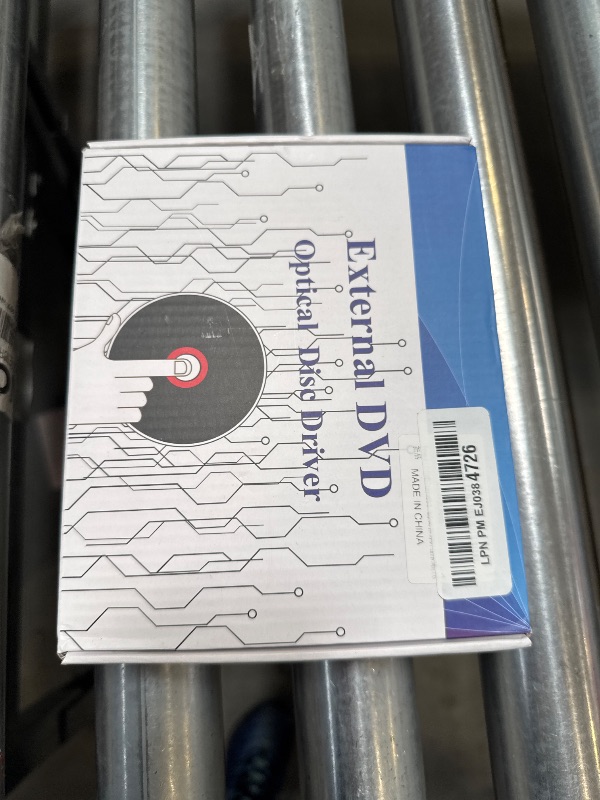 External DVD
Optical Disc Driver
MADE IN CHINA
LPN PM EJ0384726